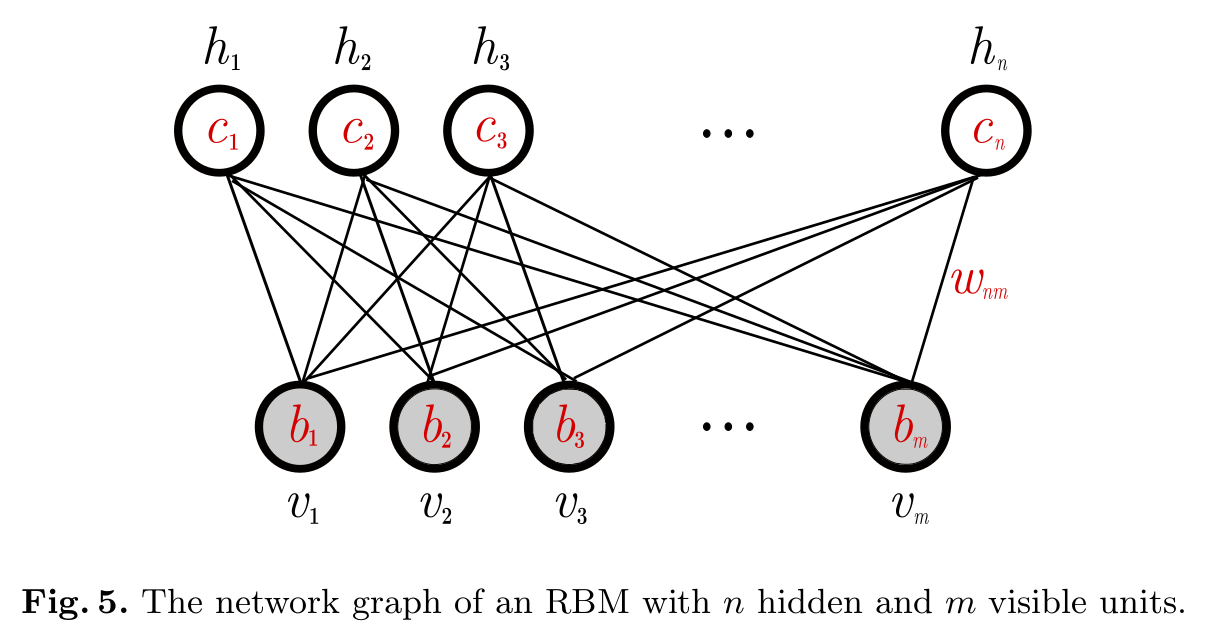 h₁ h₂ h₃ hₙ
c₁ c₂ c₃ ... cₙ
wₙₘ
b₁ b₂ b₃ ... bₘ
v₁ v₂ v₃ vₘ
Fig. 5. The network graph of an RBM with n hidden and m visible units.